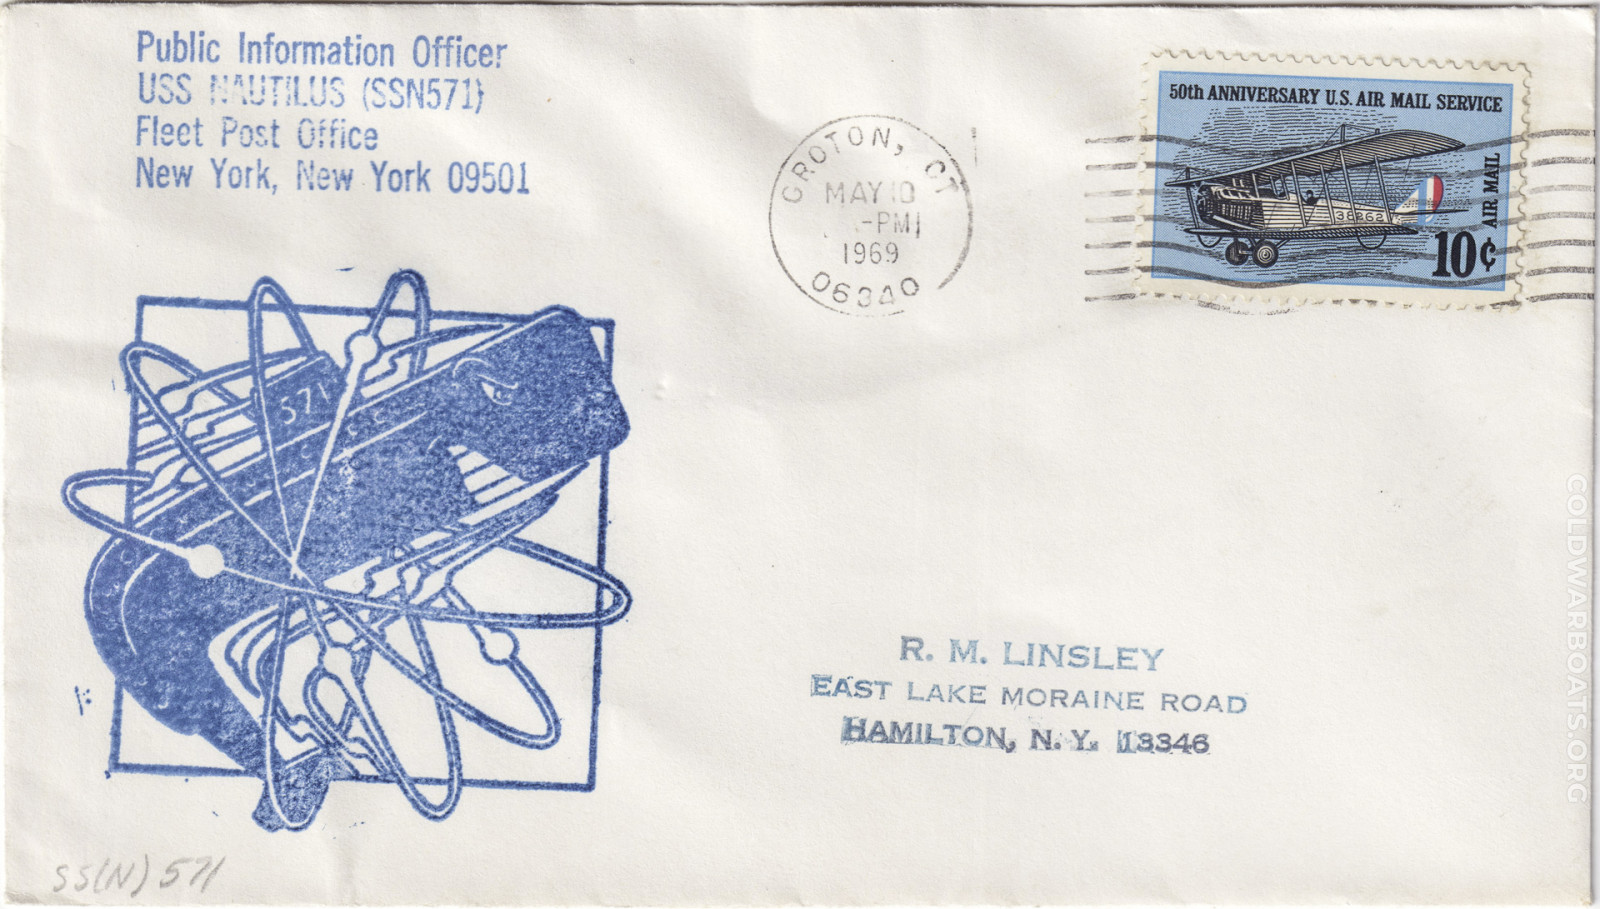 Public Information Officer
USS NAUTILUS (SSN571)
Fleet Post Office
New York, New York 09501
GROTON, CT
MAY 10
-PM
1969
06340
50th ANNIVERSARY U.S. AIR MAIL SERVICE
AIR MAIL
38262
10¢
571
R. M. LINSLEY
EAST LAKE MORAINE ROAD
HAMILTON, N. Y. 13346
SS(N) 571
COLDWARBOATS.ORG